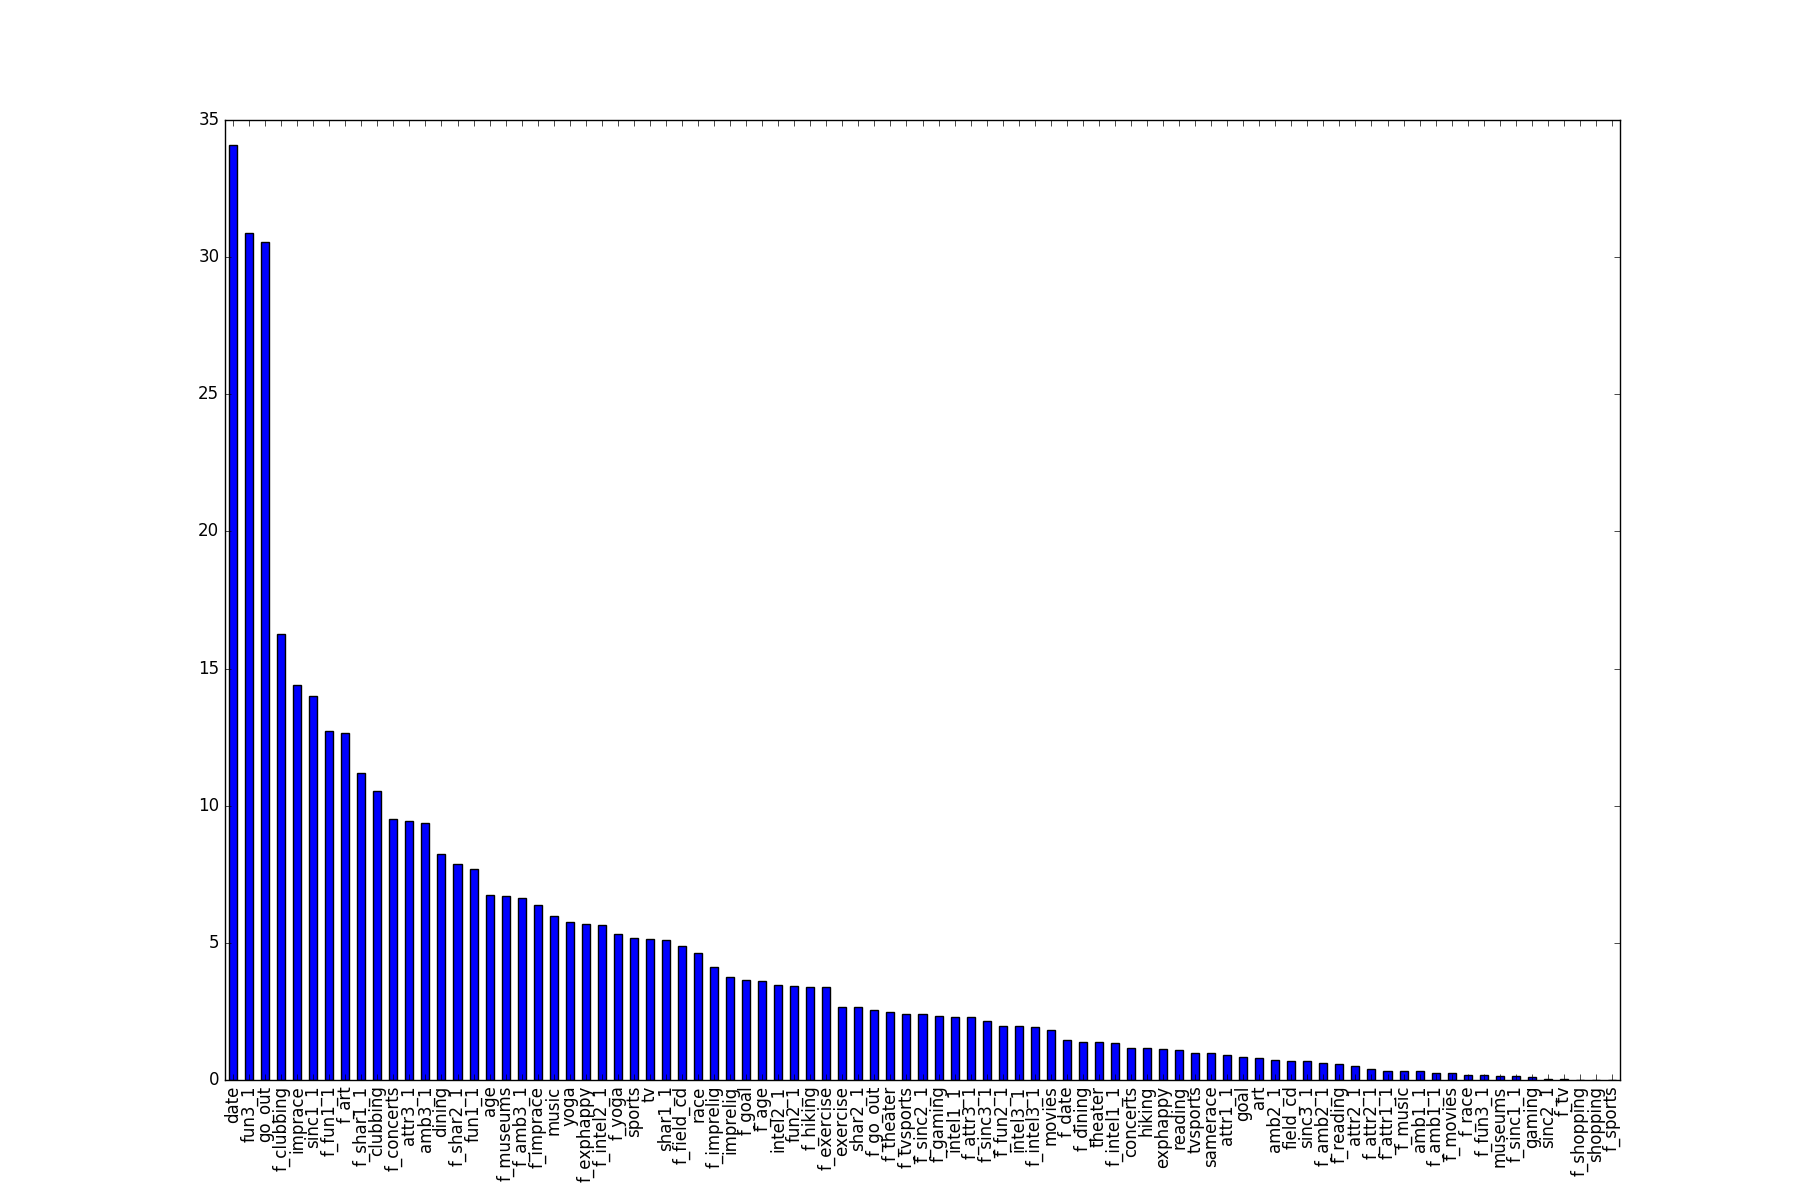 35
30
25
20
15
10
5
0
date
fun3_1
go_out
f_clubbing
imprace
sinc1_1
f_fun1_1
f_art
f_shar1_1
clubbing
f_concerts
attr3_1
amb3_1
dining
f_shar2_1
fun1_1
age
f_museums
f_amb3_1
f_imprace
music
yoga
f_exphappy
f_intel2_1
f_yoga
sports
tv
shar1_1
f_field_cd
race
f_imprelig
imprelig
f_goal
f_age
intel2_1
fun2_1
f_hiking
f_exercise
exercise
shar2_1
f_go_out
f_theater
f_tvsports
f_sinc2_1
f_gaming
intel1_1
f_attr3_1
f_sinc3_1
f_fun2_1
intel3_1
f_intel3_1
movies
f_date
f_dining
theater
f_intel1_1
concerts
hiking
exphappy
reading
tvsports
samerace
attr1_1
goal
art
amb2_1
field_cd
sinc3_1
f_amb2_1
f_reading
attr2_1
f_attr2_1
f_attr1_1
f_music
amb1_1
f_amb1_1
f_movies
f_race
f_fun3_1
museums
f_sinc1_1
gaming
sinc2_1
f_tv
f_shopping
shopping
f_sports